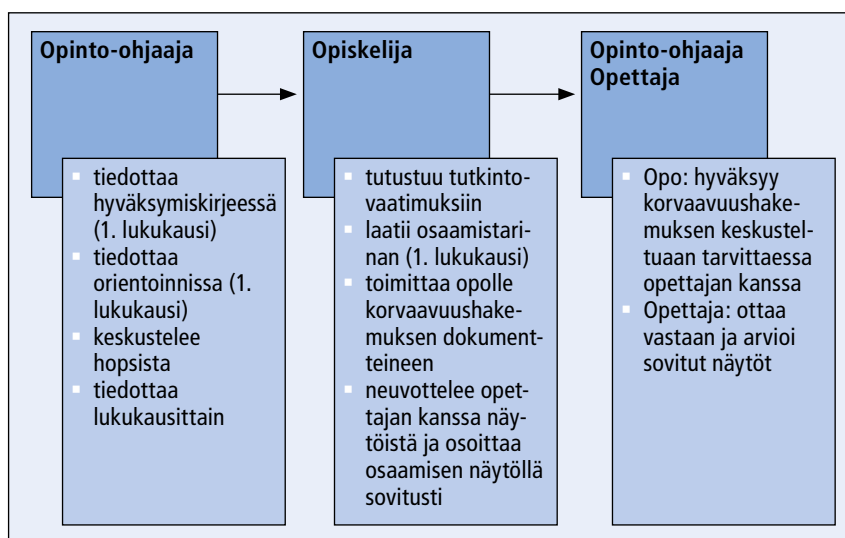 Opinto-ohjaaja
tiedottaa
hyväksymiskirjeessä
(1. lukukausi)
tiedottaa
orientoinnissa (1.
lukukausi)
keskustelee
hopsista
tiedottaa
lukukausittain
Opiskelija
tutustuu tutkinto-
vaatimuksiin
laatii osaamistari-
nan (1. lukukausi)
toimittaa opolle
korvaavuushake-
muksen dokument-
teineen
neuvottelee opet-
tajan kanssa näy-
töistä ja osoittaa
osaamisen näytöllä
sovitusti
Opinto-ohjaaja
Opettaja
Opo: hyväksyy
korvaavuushake-
muksen keskustel-
tuaan tarvittaessa
opettajan kanssa
Opettaja: ottaa
vastaan ja arvioi
sovitut näytöt